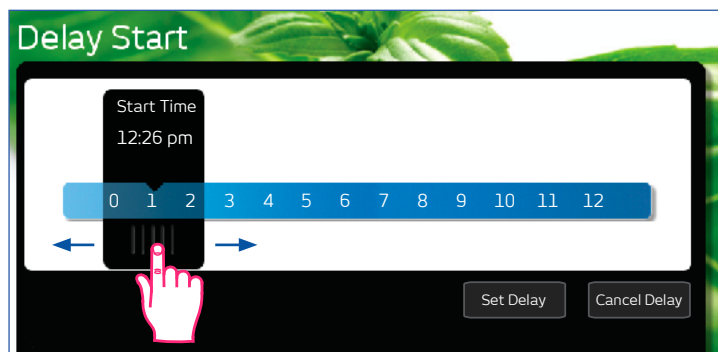 Delay Start
Start Time
12:26 pm
0 1 2 3 4 5 6 7 8 9 10 11 12
Set Delay Cancel Delay